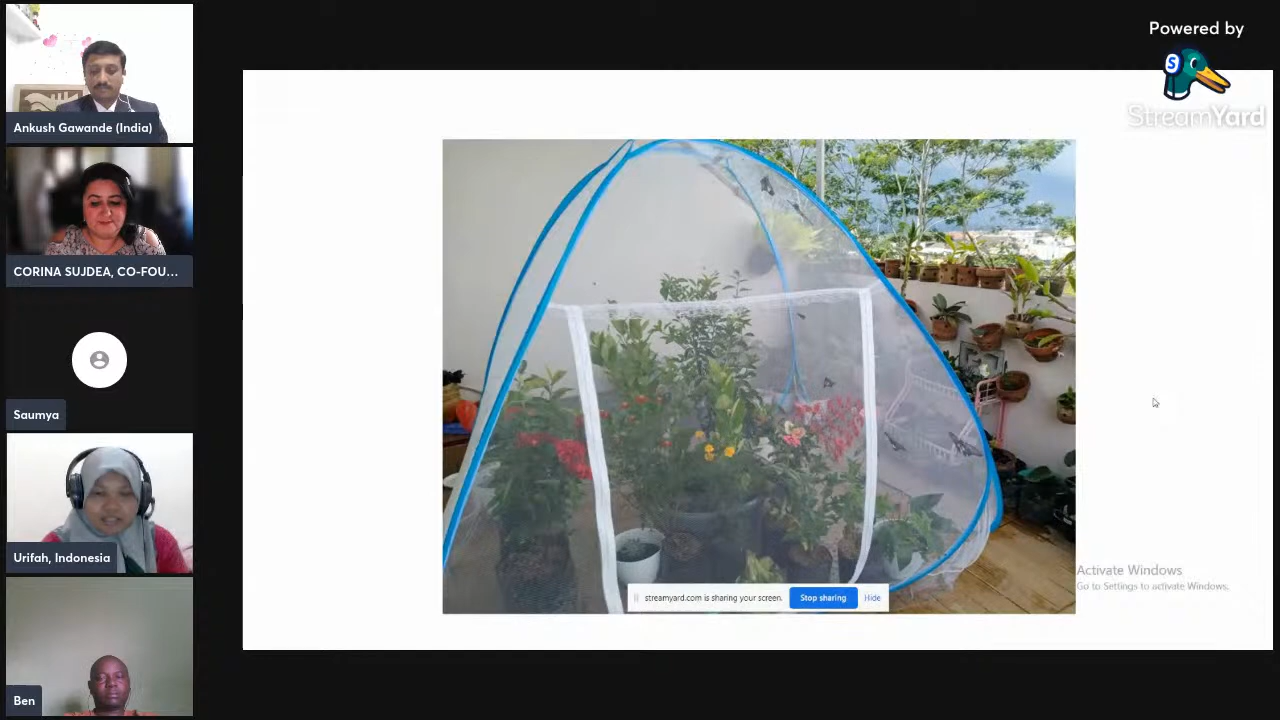 Powered by
StreamYard
Ankush Gawande (India)
CORINA SUJDEA, CO-FOU...
Saumya
Urifah, Indonesia
Ben
streamyard.com is sharing your screen.
Stop sharing
Hide
Activate Windows
Go to Settings to activate Windows.